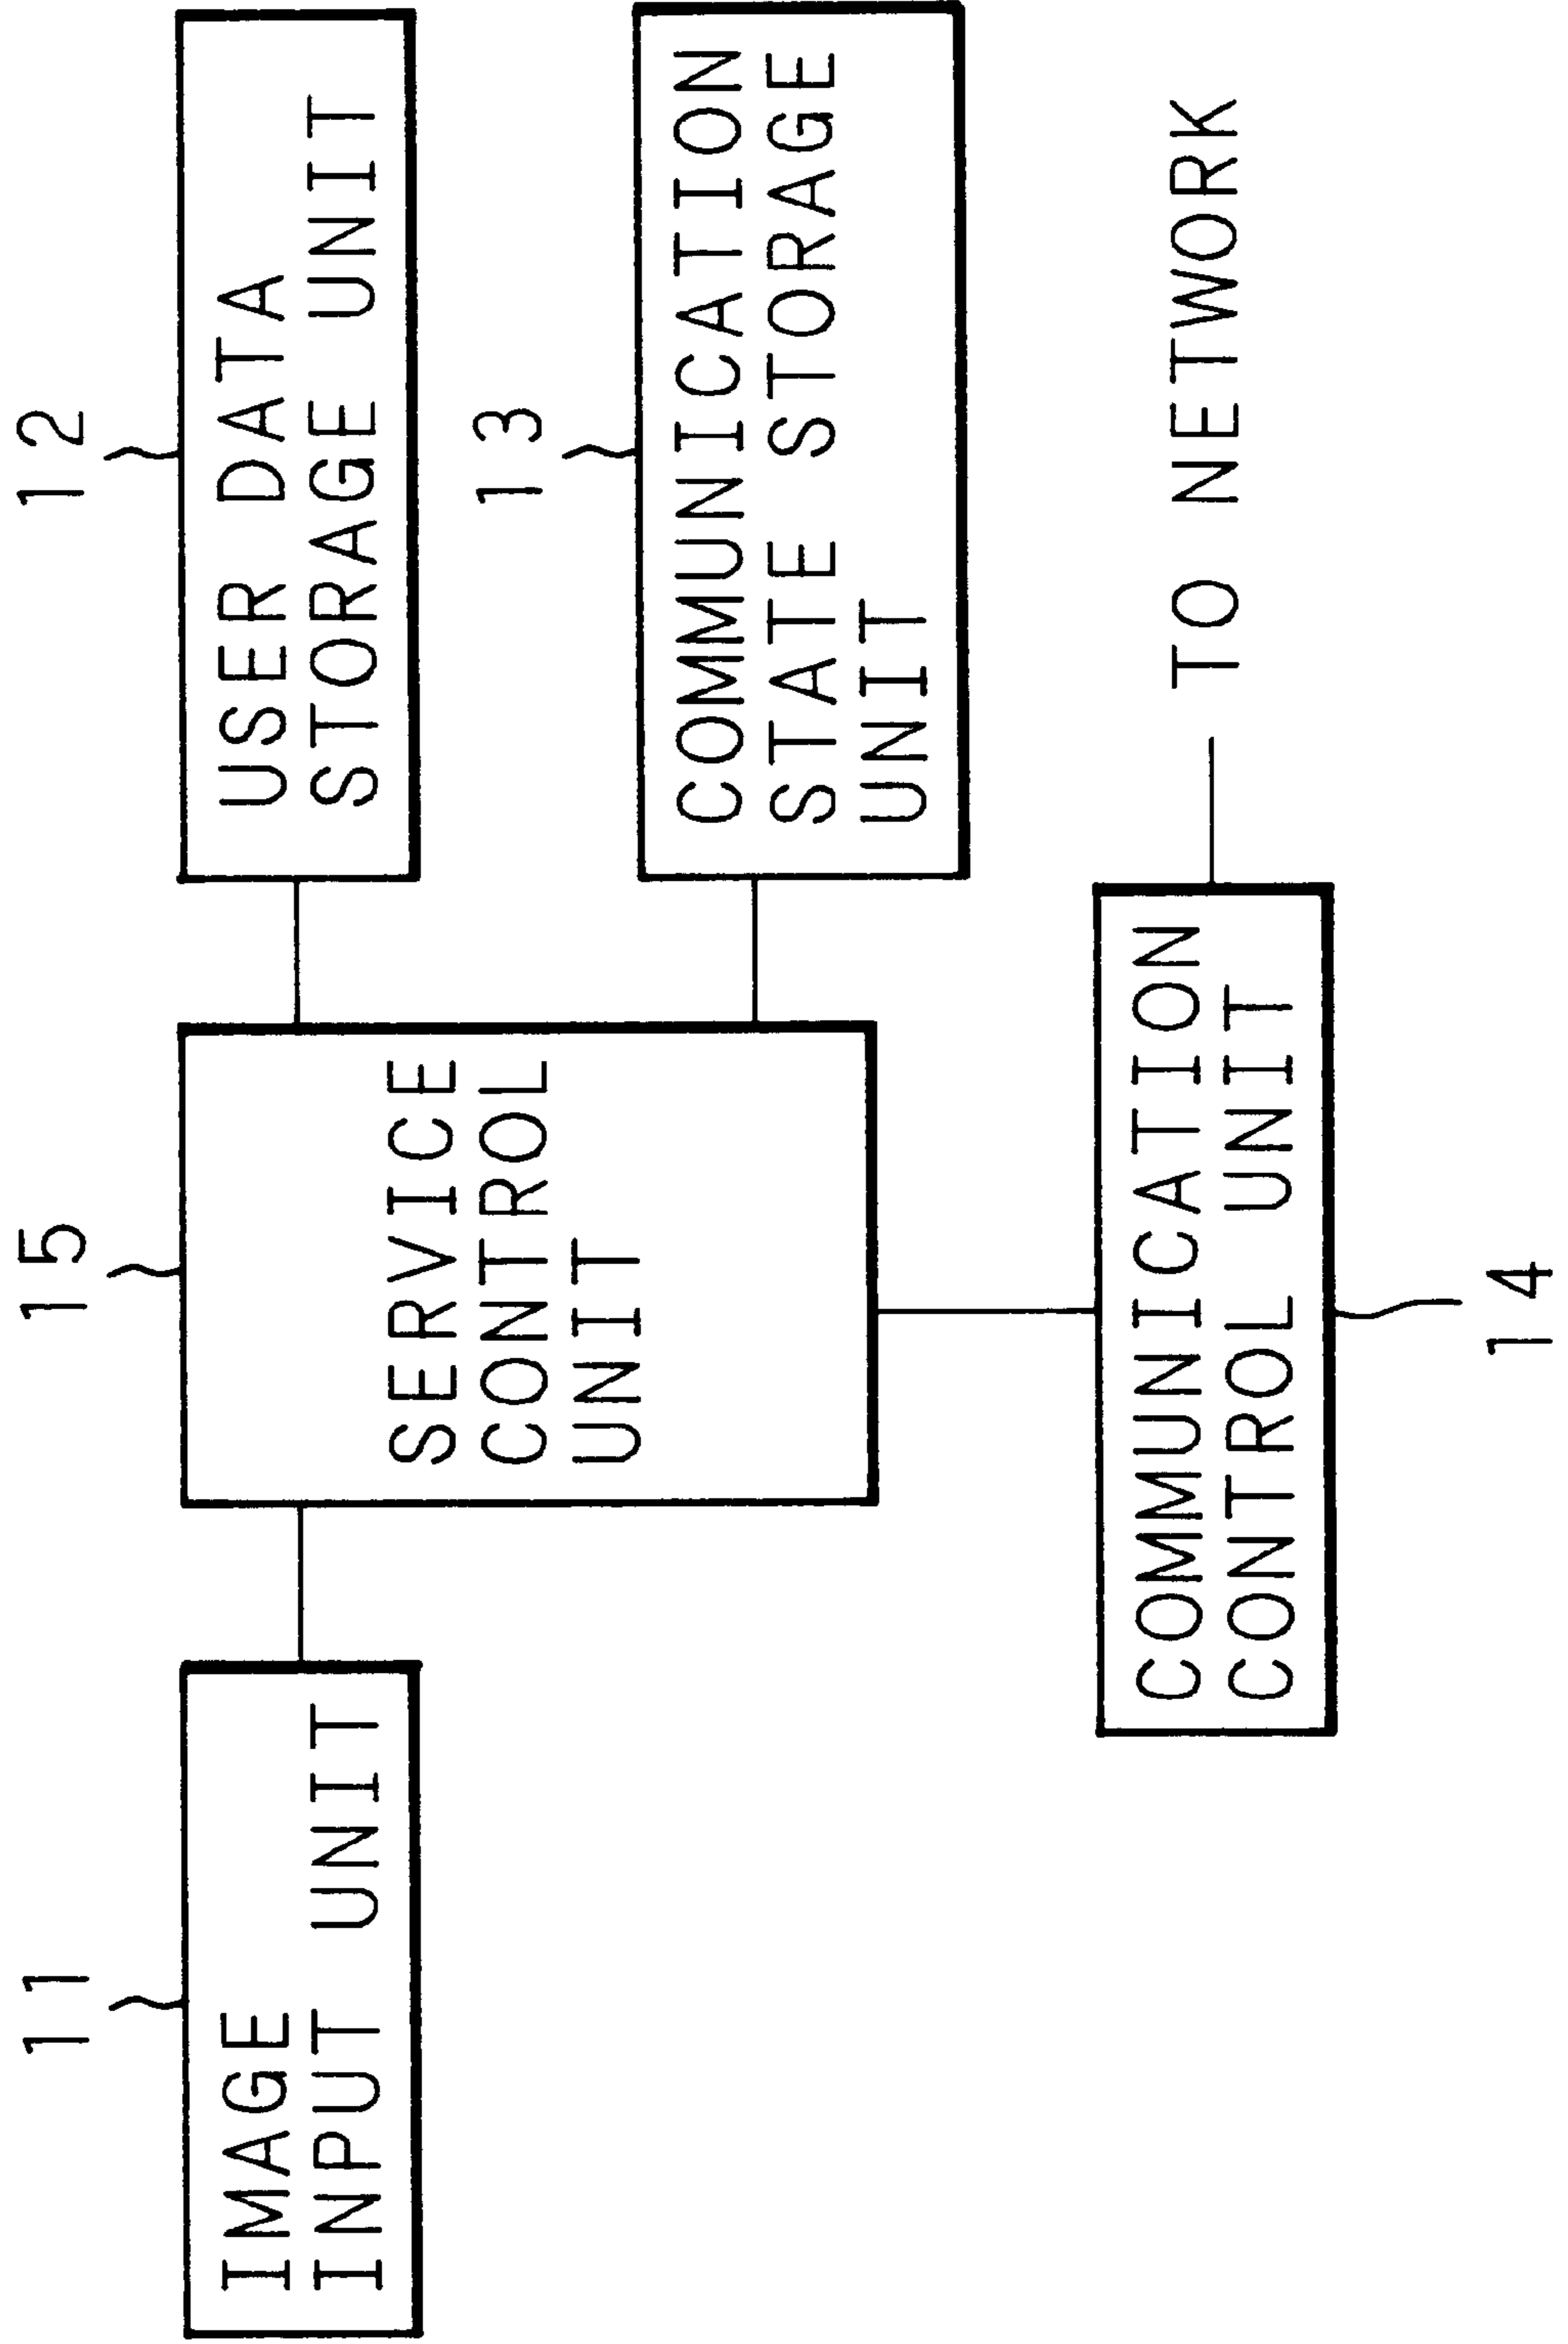 11
IMAGE
INPUT UNIT
15
SERVICE
CONTROL
UNIT
12
USER DATA
STORAGE UNIT
13
COMMUNICATION
STATE STORAGE
UNIT
COMMUNICATION
CONTROL UNIT
14
TO NETWORK